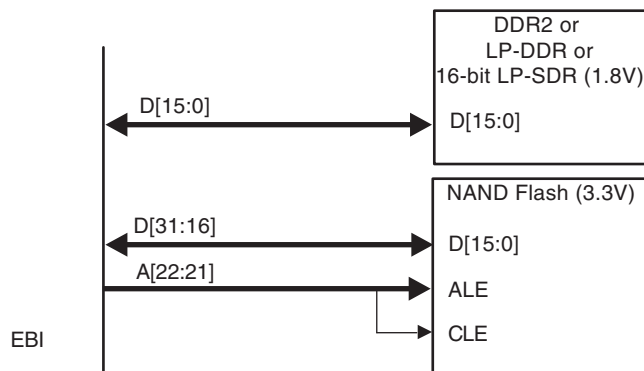 DDR2 or
LP-DDR or
16-bit LP-SDR (1.8V)
D[15:0]
D[15:0]
NAND Flash (3.3V)
D[31:16]
D[15:0]
A[22:21]
ALE
EBI
CLE